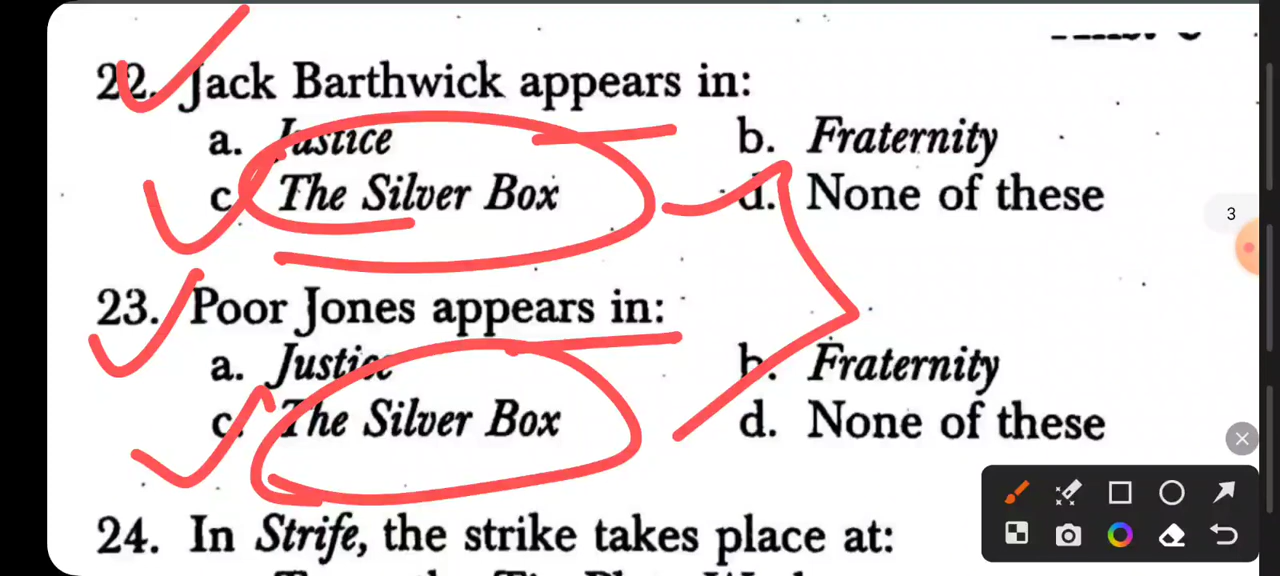 22. Jack Barthwick appears in:
a. Justice b. Fraternity
c. The Silver Box d. None of these
3
23. Poor Jones appears in:
a. Justice b. Fraternity
c. The Silver Box d. None of these
24. In Strife, the strike takes place at: